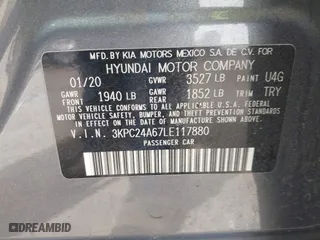 MFD.BY KIA MOTORS MEXICO S.A DE C.V. FOR
HYUNDAI MOTOR COMPANY
01/20 GVWR 3527 LB PAINT U4G
GAWR FRONT 1940 LB GAWR REAR 1852 LB TRIM TRY
THIS VEHICLE CONFORMS TO ALL APPLICABLE U.S.
FEDERAL MOTOR VEHICLE SAFETY, BUMPER,
AND THEFT PREVENTION STANDARDS
IN EFFECT ON THE DATE OF
MANUFACTURE SHOWN ABOVE.
V.I.N. 3KPC24A67LE117880
PASSENGER CAR
DREAMBIDCARS.COM